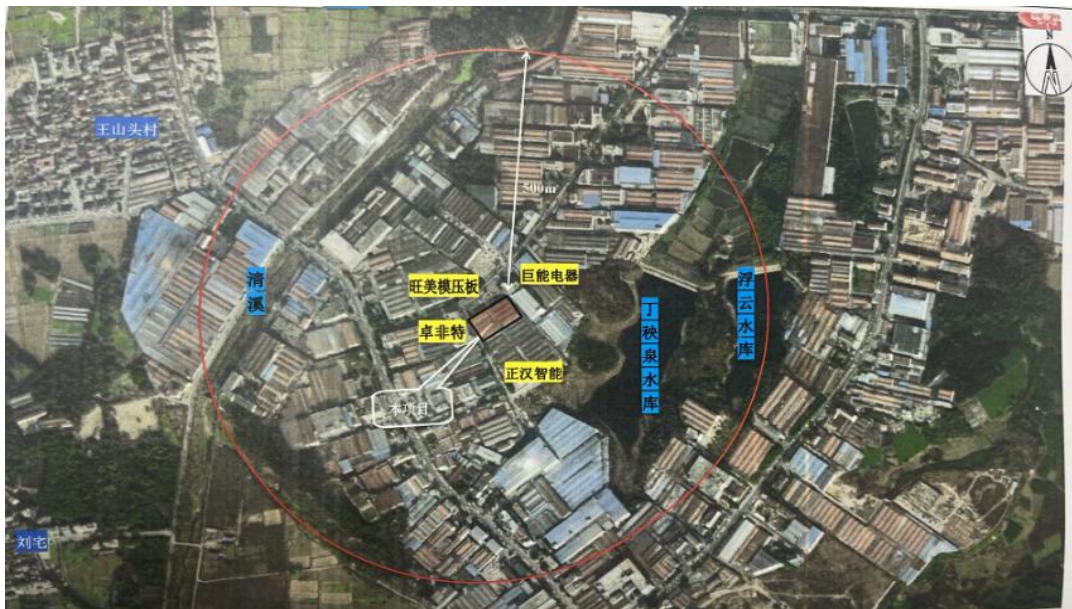 N
王山头村
500m
清溪
旺美模压板
巨能电器
卓非特
正汉智能
本项目
丁秧泉水库
浮云水库
刘宅